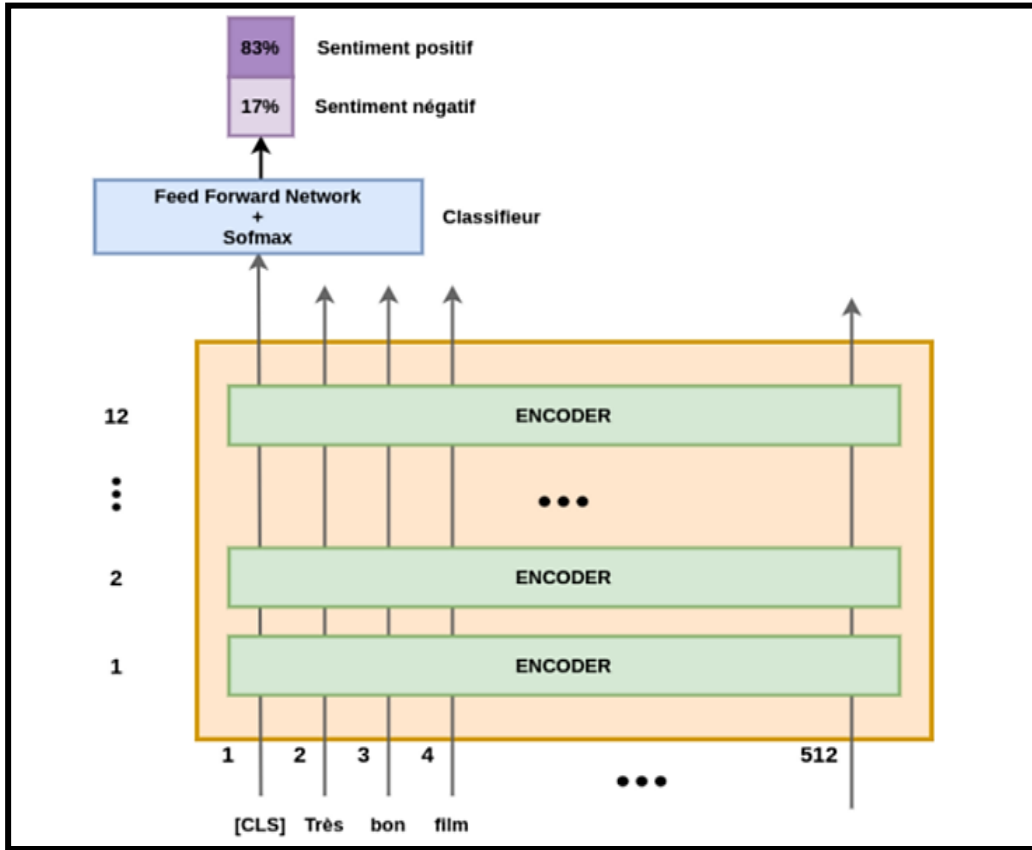 83% Sentiment positif
17% Sentiment négatif
Feed Forward Network
+
Sofmax
Classifieur
12 ENCODER
2 ENCODER
1 ENCODER
1 2 3 4 512
[CLS] Très bon film